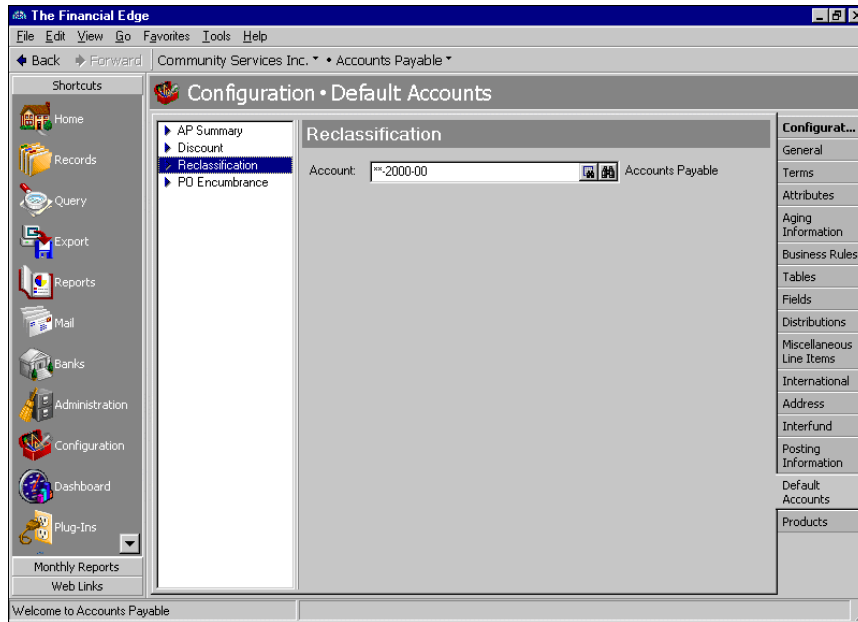 The Financial Edge
File Edit View Go Favorites Tools Help
Back Forward Community Services Inc. • Accounts Payable
Shortcuts
Home
Records
Query
Export
Reports
Mail
Banks
Administration
Configuration
Dashboard
Plug-Ins
Monthly Reports
Web Links
Configuration • Default Accounts
AP Summary
Discount
Reclassification
PO Encumbrance
Reclassification
Account: **-2000-00 Accounts Payable
Configurat...
General
Terms
Attributes
Aging
Information
Business Rules
Tables
Fields
Distributions
Miscellaneous
Line Items
International
Address
Interfund
Posting
Information
Default
Accounts
Products
Welcome to Accounts Payable